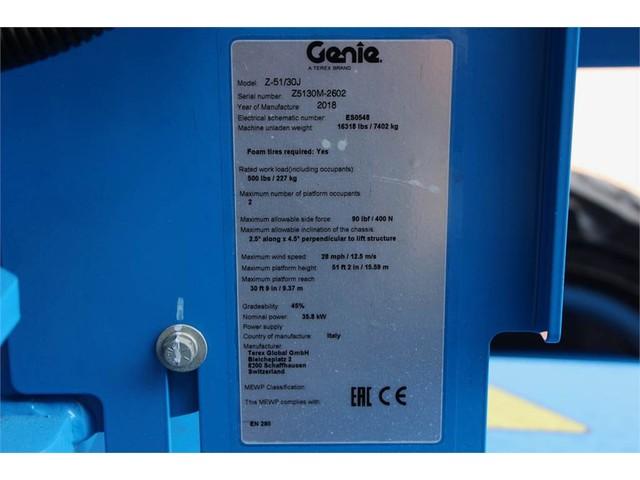 Genie.
A TEREX BRAND
Model: Z-51/30J
Serial number: Z5130M-2602
Year of Manufacture: 2018
Electrical schematic number: ES0548
Machine unladen weight: 16318 lbs / 7402 kg
Foam tires required: Yes
Rated work load(including occupants)
500 lbs / 227 kg
Maximum number of platform occupants
2
Maximum allowable side force: 90 lbf / 400 N
Maximum allowable inclination of the chassis:
2.5° along x 4.5° perpendicular to lift structure
Maximum wind speed: 28 mph / 12.5 m/s
Maximum platform height: 51 ft 2 in / 15.59 m
Maximum platform reach
30 ft 9 in / 9.37 m
Gradeability: 45%
Nominal power: 35.8 kW
Power supply
Country of manufacture: Italy
Manufacturer:
Terex Global GmbH
Bleicheplatz 2
8200 Schaffhausen
Switzerland
MEWP Classification:
This MEWP complies with: EAC CE
EN 280